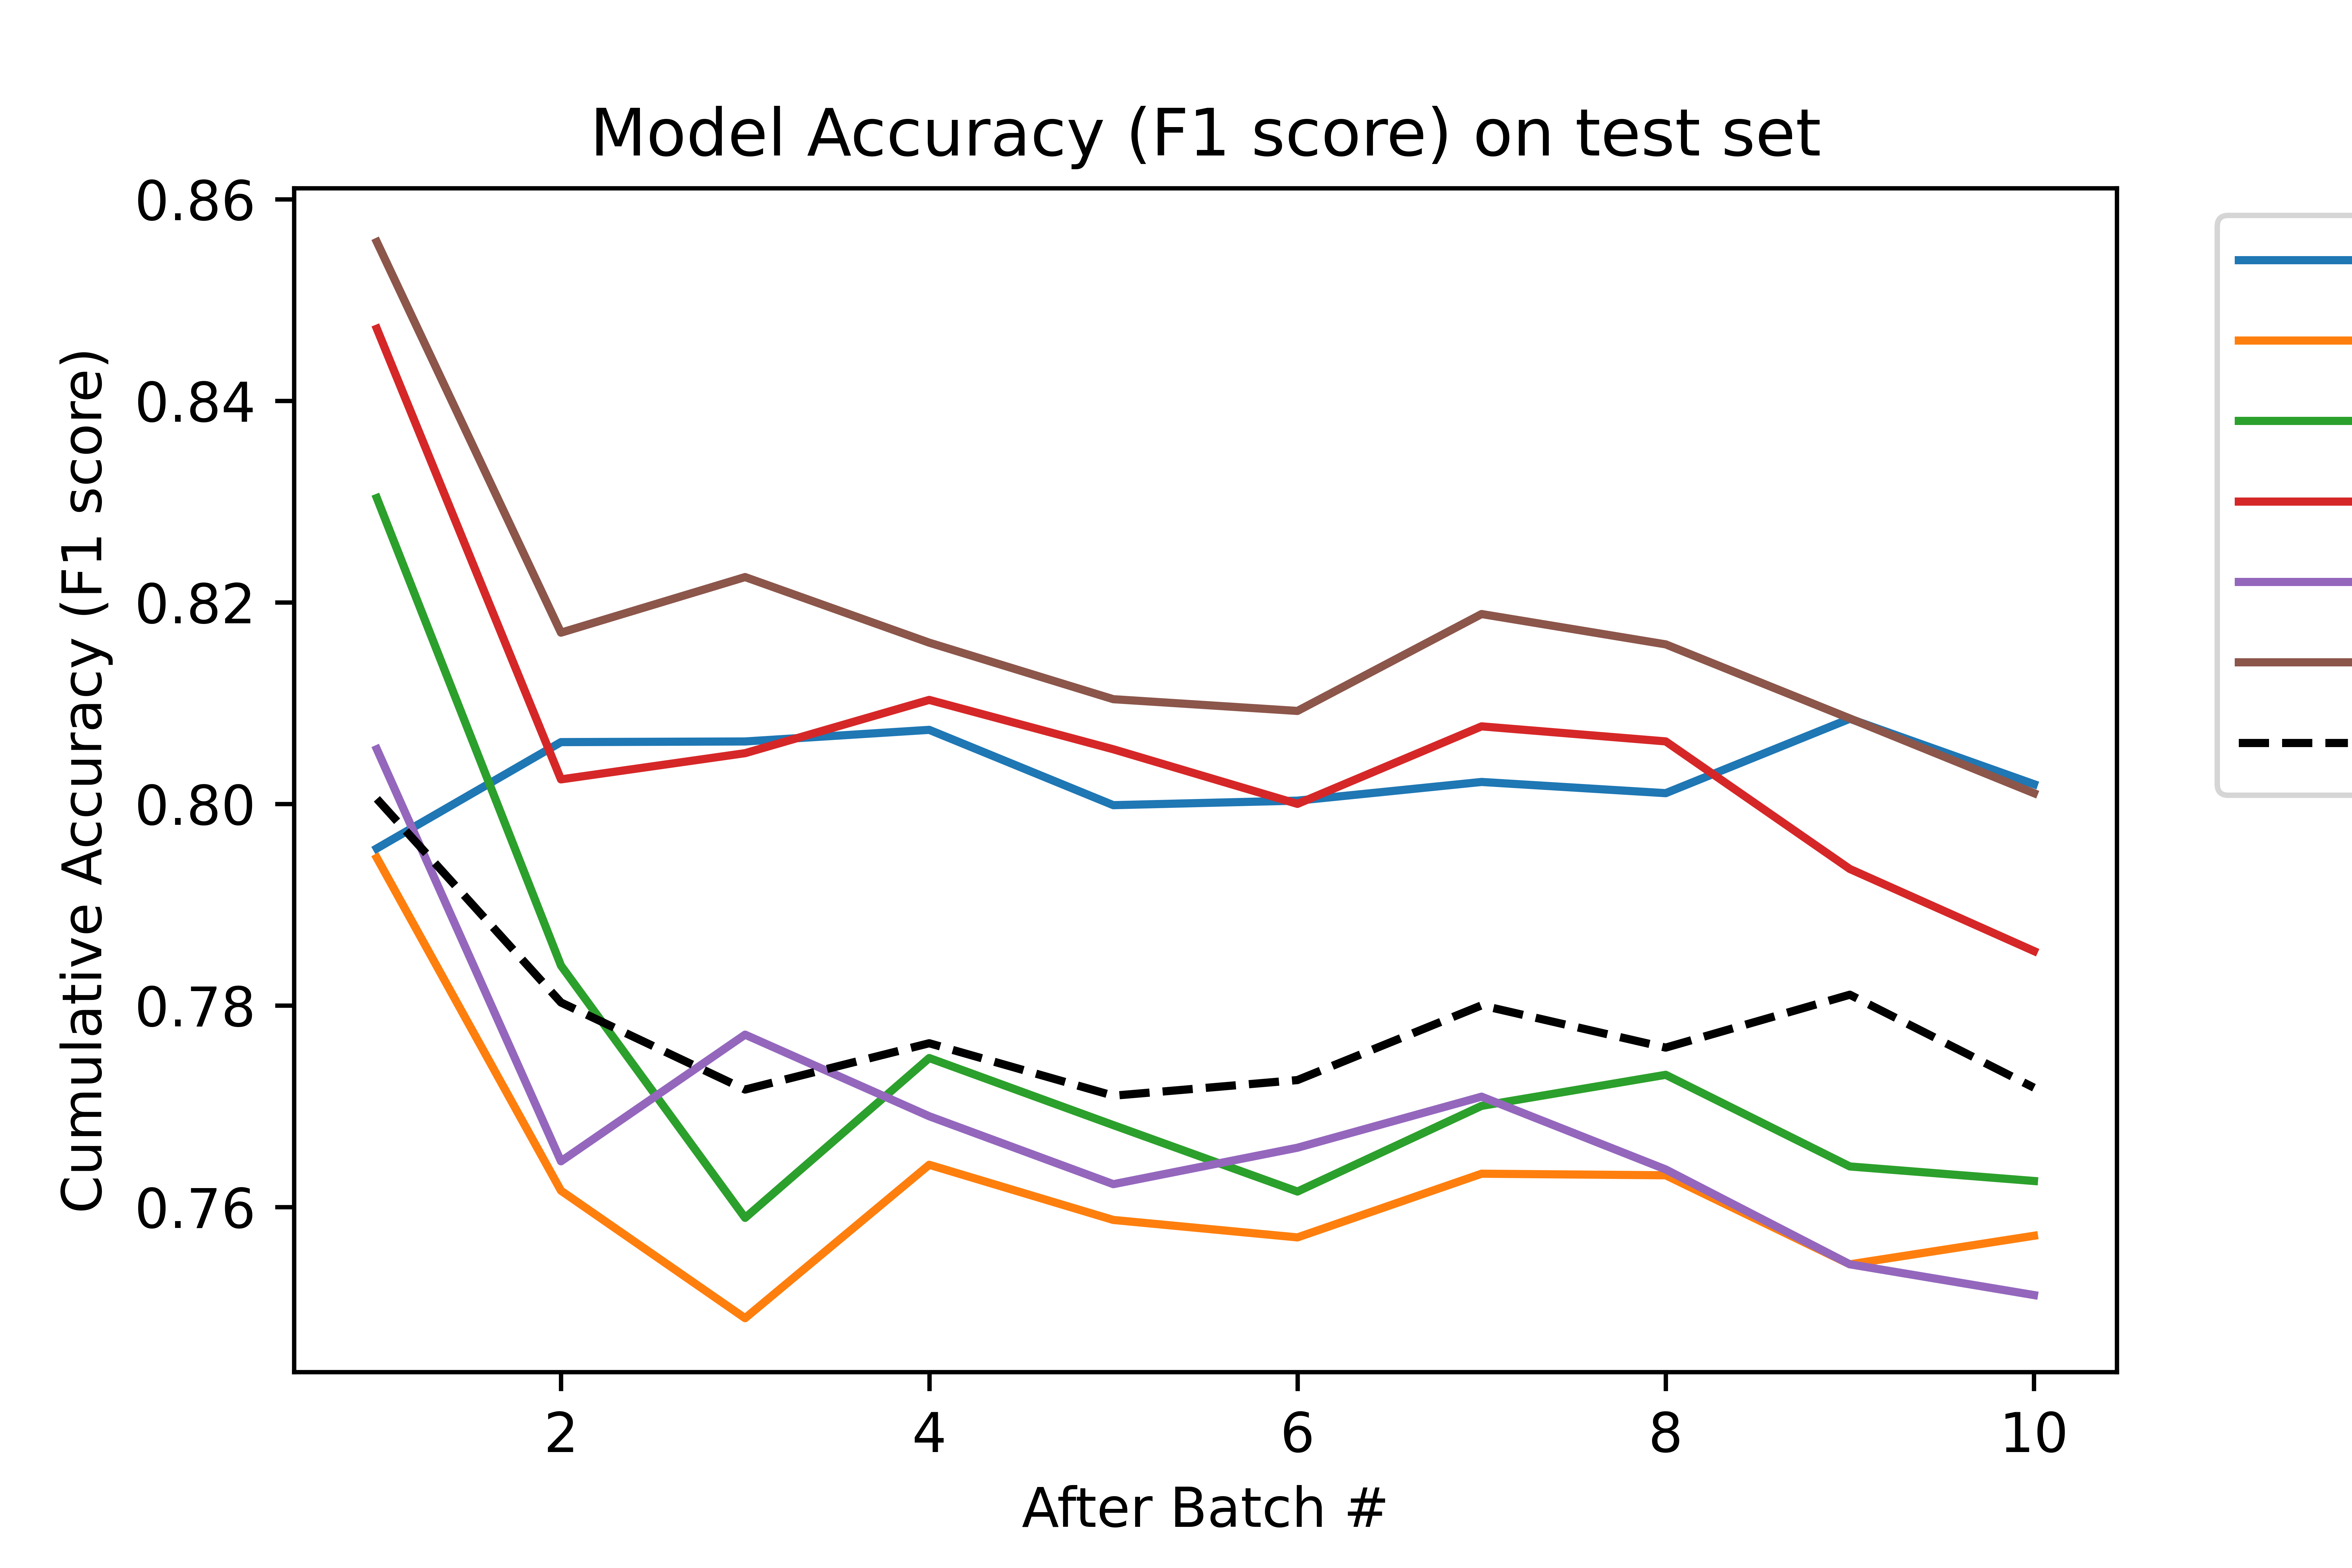 Model Accuracy (F1 score) on test set
Cumulative Accuracy (F1 score)
0.86
0.84
0.82
0.80
0.78
0.76
2 4 6 8 10
After Batch #